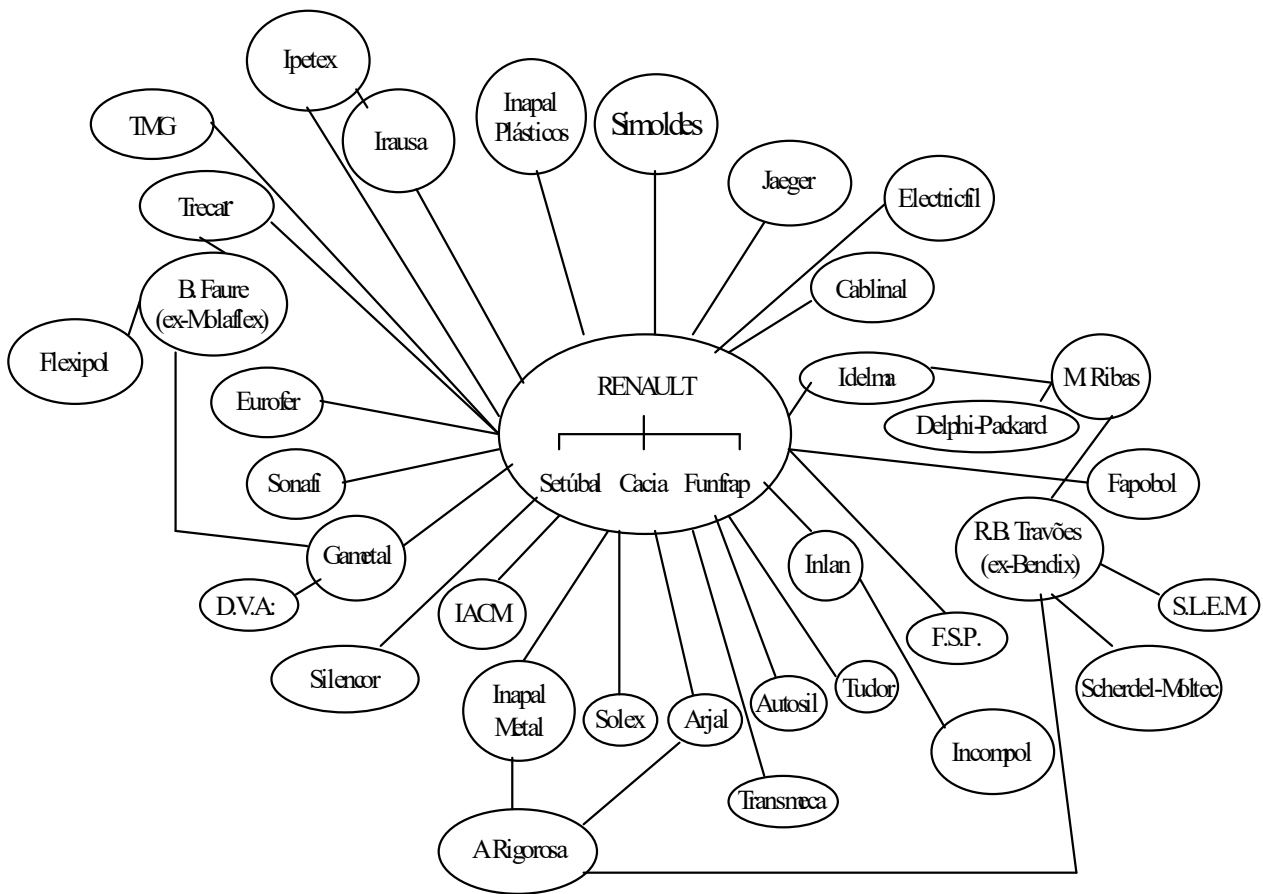 Ipetex
TMG
Irausa
Inapal
Plásticos
Simoldes
Jaeger
Electricfil
Trecar
B. Faure
(ex-Molaflex)
Cablinal
Flexipol
Eurofer
RENAULT
Idelma
M. Ribas
Delphi-Packard
Sonafi
Setúbal Cacia Funfrap
Fapobol
Gametal
Inlan
R.B. Travões
(ex-Bendix)
D.V.A:
IACM
F.S.P.
S.L.E.M
Silencor
Inapal
Metal
Solex
Arjal
Autosil
Tudor
Scherdel-Moltec
Incompol
Transmeca
A Rigorosa